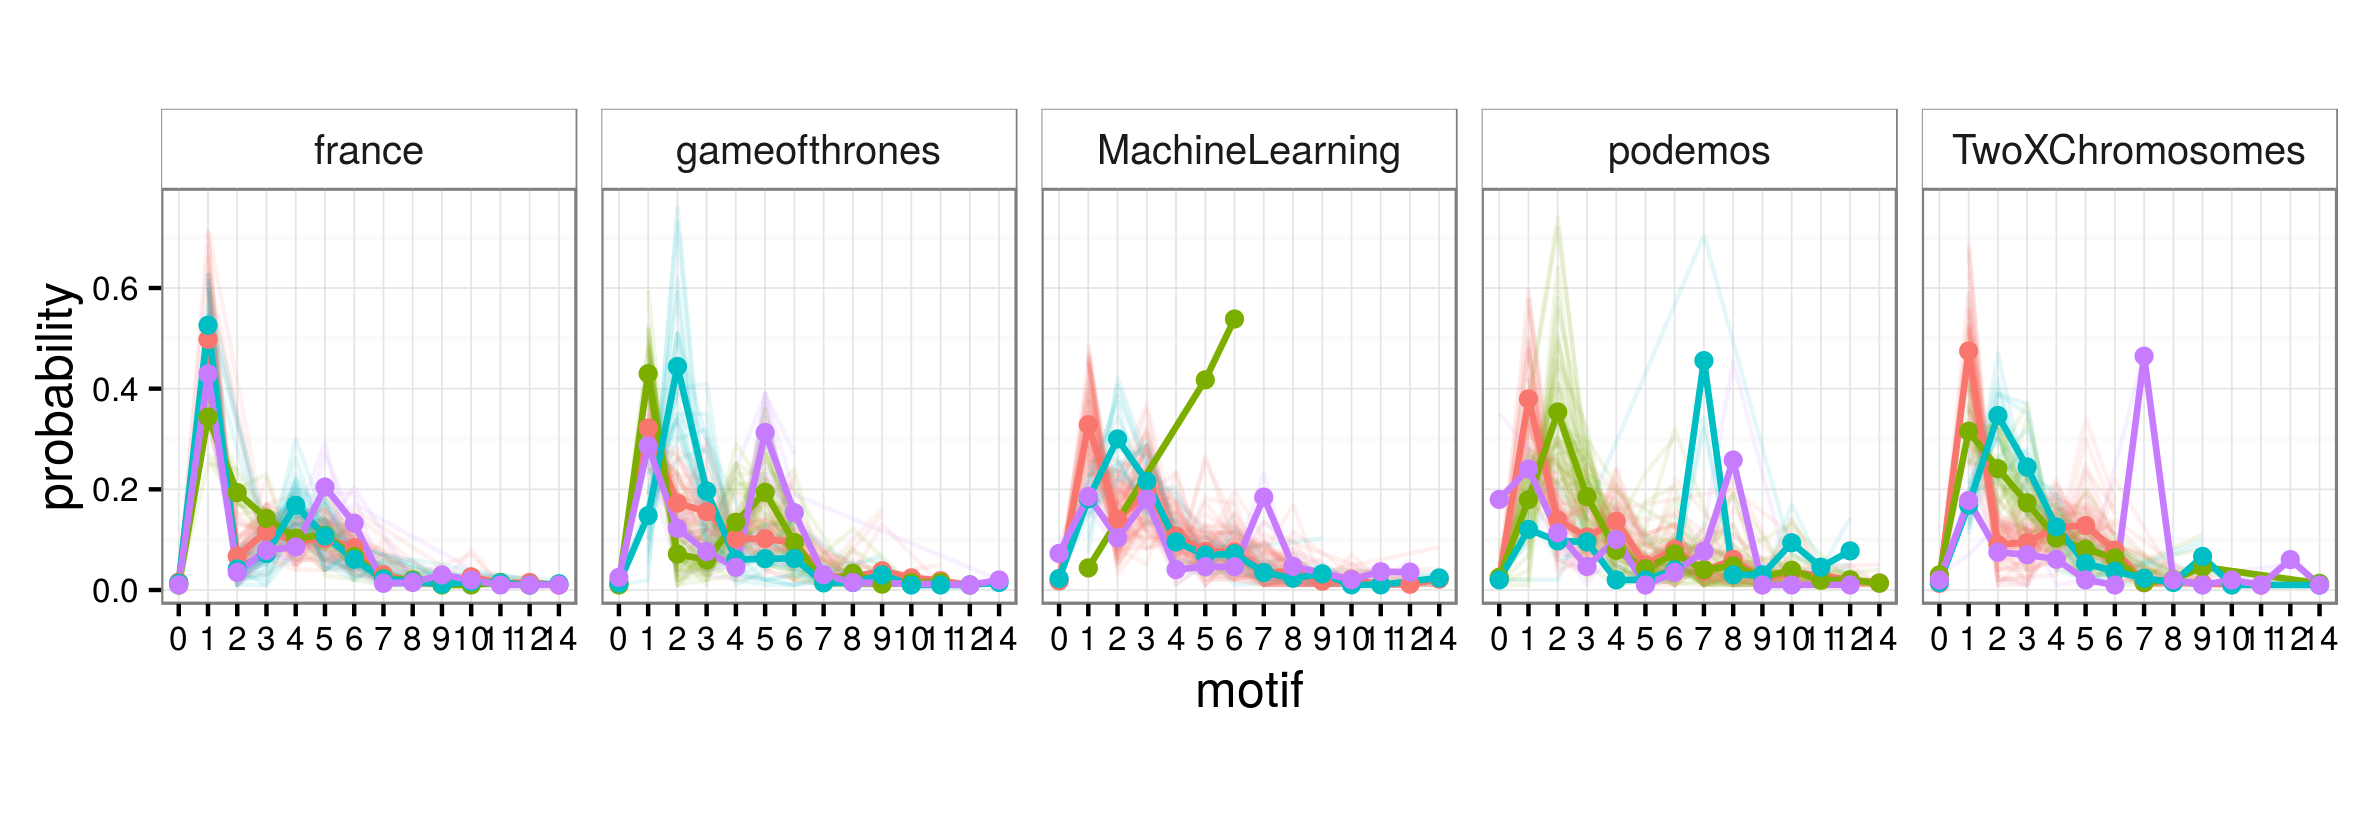 france gameofthrones MachineLearning podemos TwoXChromosomes
probability
0.6
0.4
0.2
0.0
0 1 2 3 4 5 6 7 8 9 10 11 12 14 0 1 2 3 4 5 6 7 8 9 10 11 12 14 0 1 2 3 4 5 6 7 8 9 10 11 12 14 0 1 2 3 4 5 6 7 8 9 10 11 12 14 0 1 2 3 4 5 6 7 8 9 10 11 12 14
motif